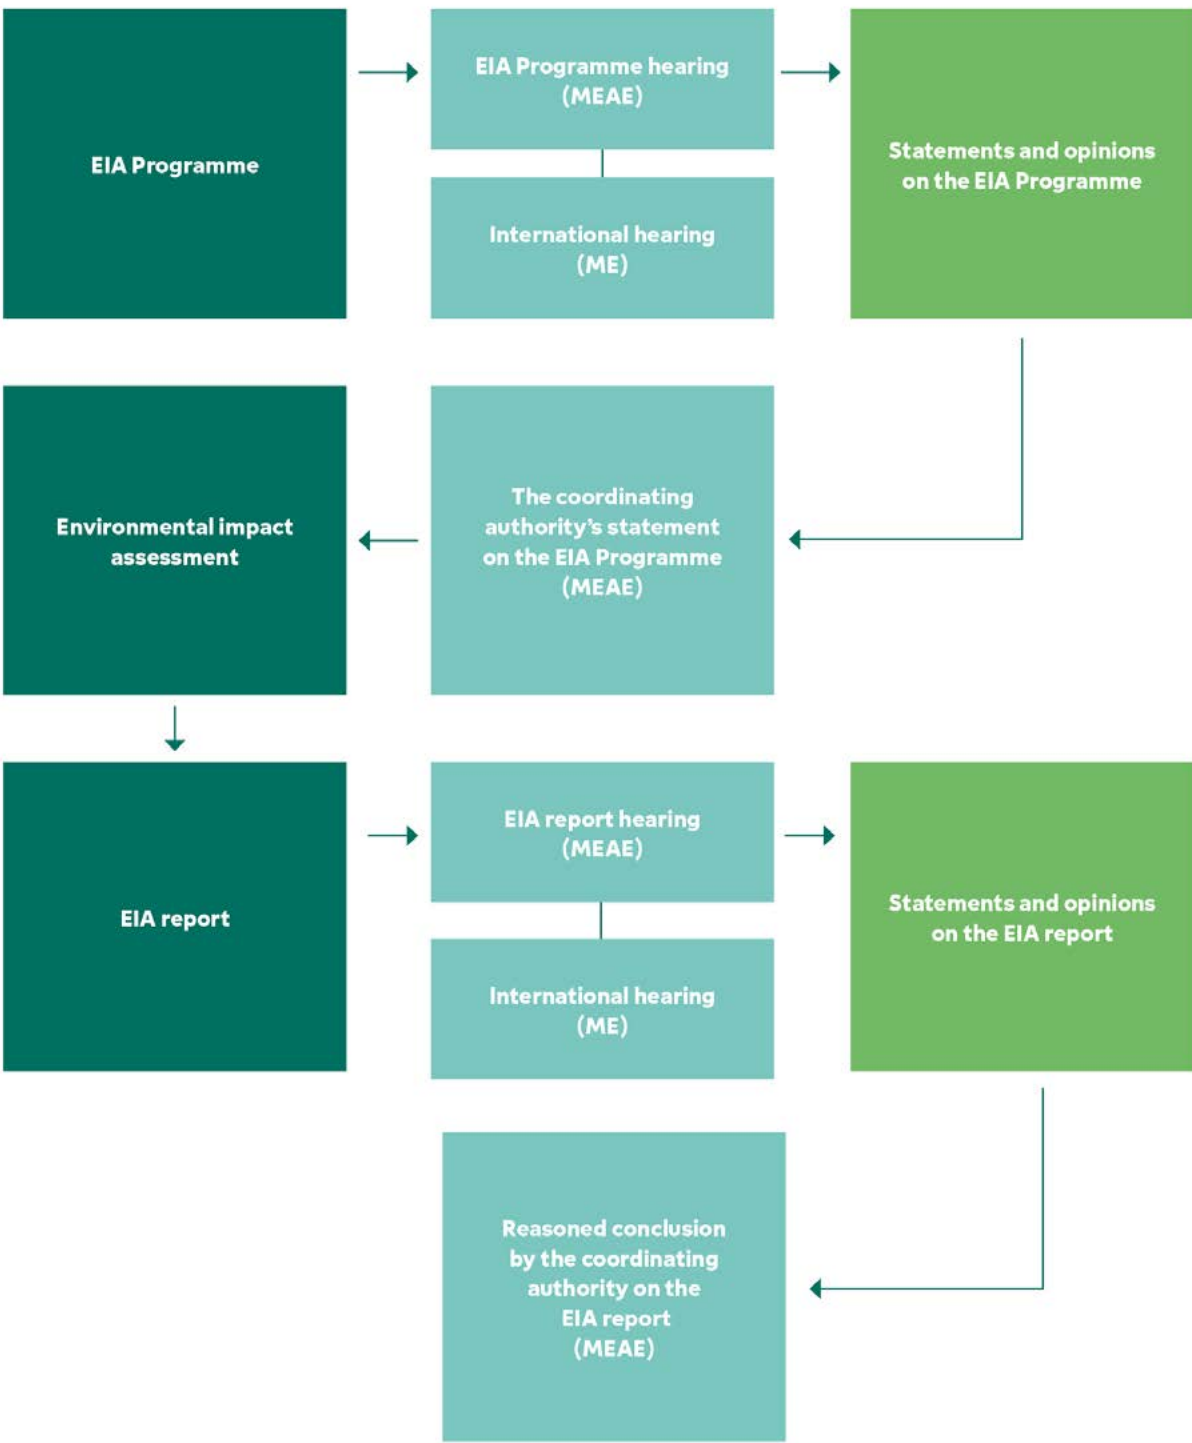 EIA Programme
EIA Programme hearing
(MEAE)
International hearing
(ME)
Statements and opinions
on the EIA Programme
The coordinating
authority’s statement
on the EIA Programme
(MEAE)
Environmental impact
assessment
EIA report
EIA report hearing
(MEAE)
International hearing
(ME)
Statements and opinions
on the EIA report
Reasoned conclusion
by the coordinating
authority on the
EIA report
(MEAE)